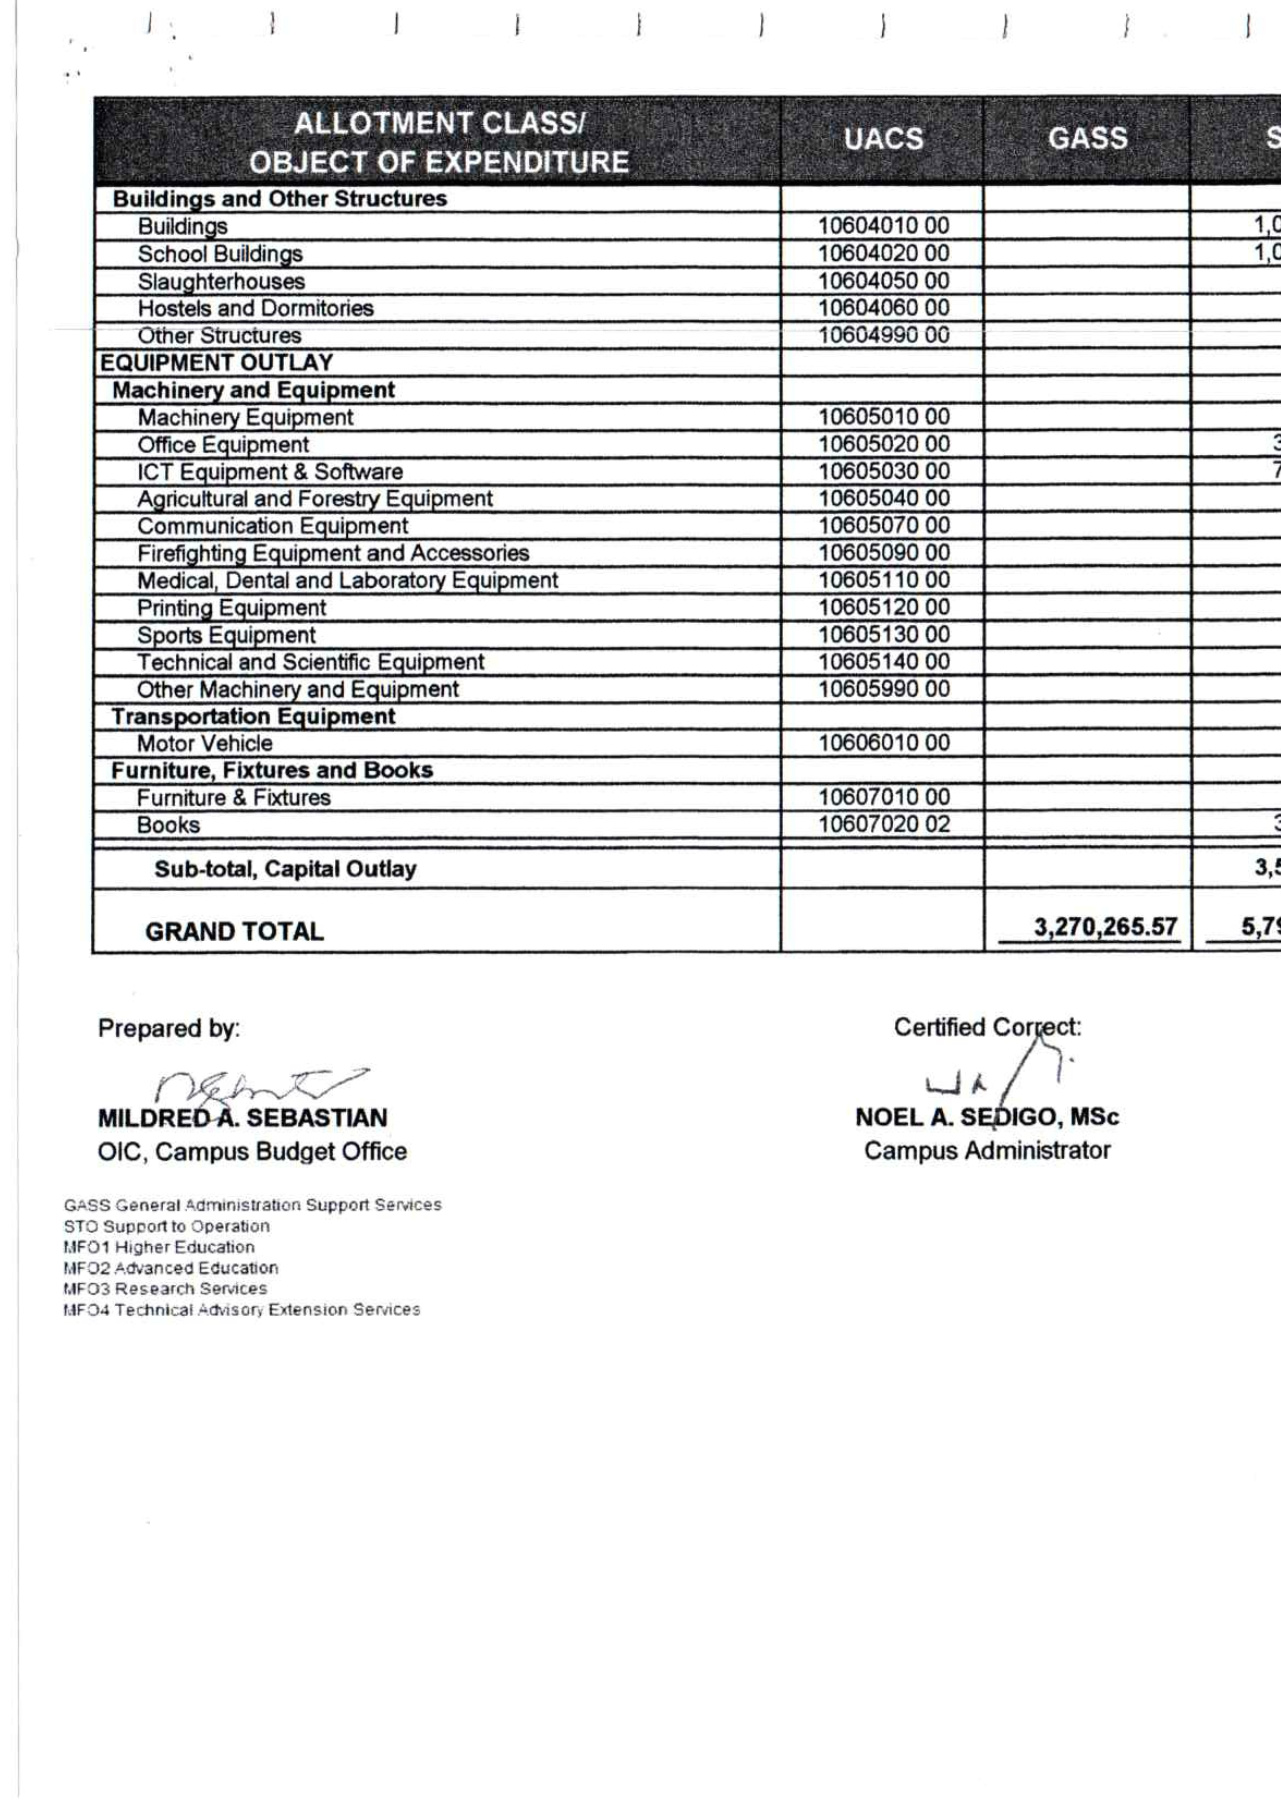 ALLOTMENT CLASS/
OBJECT OF EXPENDITURE UACS GASS
Buildings and Other Structures
Buildings 10604010 00 1,0
School Buildings 10604020 00 1,0
Slaughterhouses 10604050 00
Hostels and Dormitories 10604060 00
Other Structures 10604990 00
EQUIPMENT OUTLAY
Machinery and Equipment
Machinery Equipment 10605010 00
Office Equipment 10605020 00 3
ICT Equipment & Software 10605030 00 7
Agricultural and Forestry Equipment 10605040 00
Communication Equipment 10605070 00
Firefighting Equipment and Accessories 10605090 00
Medical, Dental and Laboratory Equipment 10605110 00
Printing Equipment 10605120 00
Sports Equipment 10605130 00
Technical and Scientific Equipment 10605140 00
Other Machinery and Equipment 10605990 00
Transportation Equipment
Motor Vehicle 10606010 00
Furniture, Fixtures and Books
Furniture & Fixtures 10607010 00
Books 10607020 02 3
Sub-total, Capital Outlay 3,5
GRAND TOTAL 3,270,265.57 5,79
Prepared by: Certified Correct:
MILDRED A. SEBASTIAN NOEL A. SEDIGO, MSc
OIC, Campus Budget Office Campus Administrator
GASS General Administration Support Services
STO Support to Operation
MFO1 Higher Education
MFO2 Advanced Education
MFO3 Research Services
MFO4 Technical Advisory Extension Services